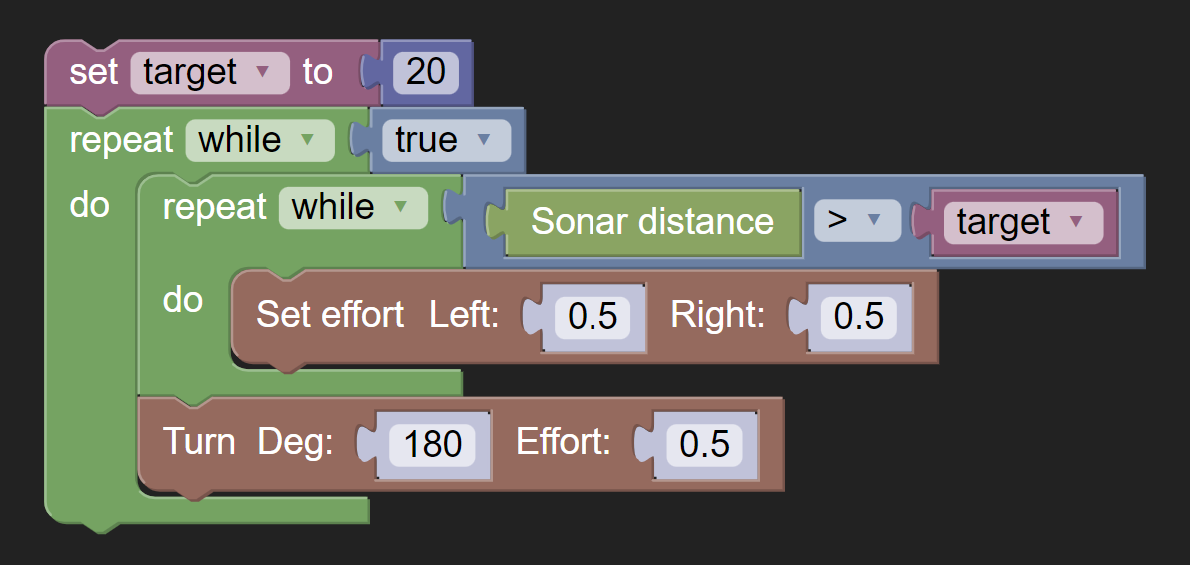 set target to 20
repeat while true
do repeat while Sonar distance > target
do Set effort Left: 0.5 Right: 0.5
Turn Deg: 180 Effort: 0.5